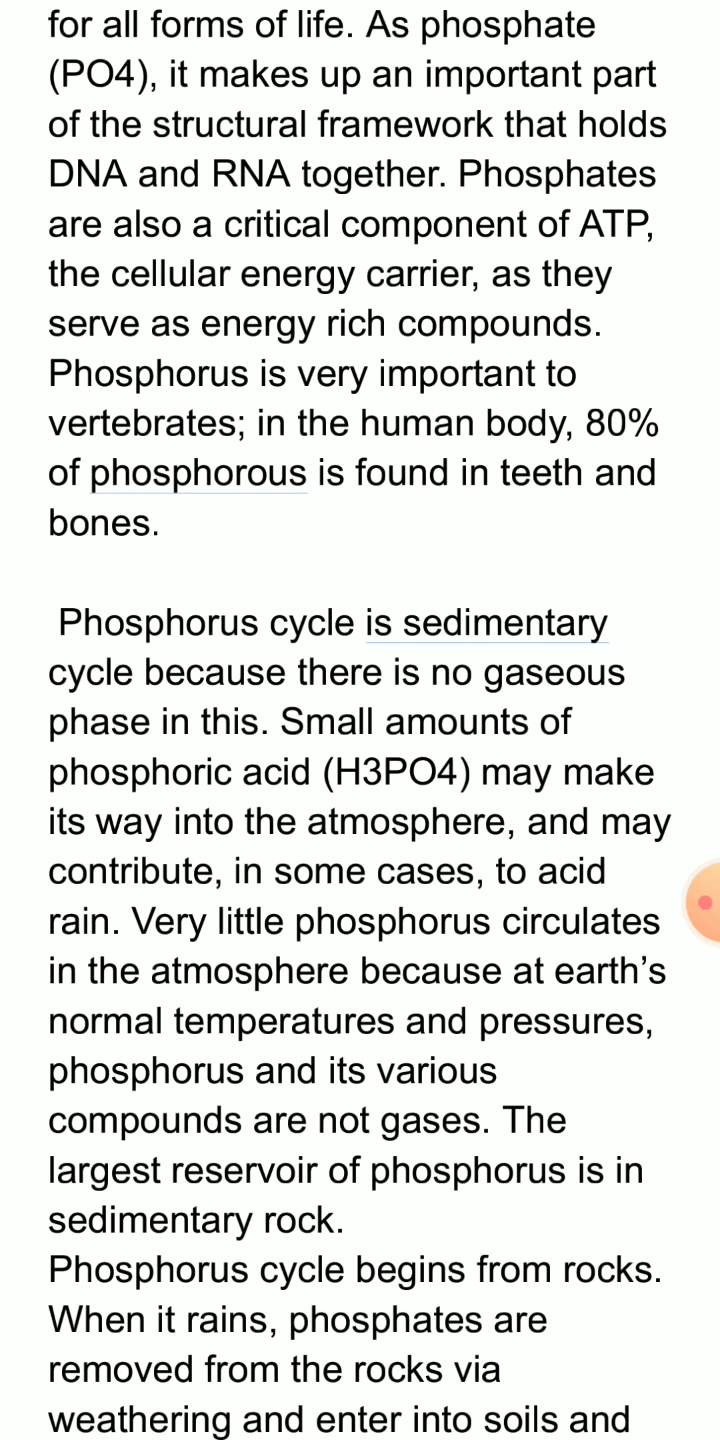 for all forms of life. As phosphate
(PO4), it makes up an important part
of the structural framework that holds
DNA and RNA together. Phosphates
are also a critical component of ATP,
the cellular energy carrier, as they
serve as energy rich compounds.
Phosphorus is very important to
vertebrates; in the human body, 80%
of phosphorous is found in teeth and
bones.
Phosphorus cycle is sedimentary
cycle because there is no gaseous
phase in this. Small amounts of
phosphoric acid (H3PO4) may make
its way into the atmosphere, and may
contribute, in some cases, to acid
rain. Very little phosphorus circulates
in the atmosphere because at earth’s
normal temperatures and pressures,
phosphorus and its various
compounds are not gases. The
largest reservoir of phosphorus is in
sedimentary rock.
Phosphorus cycle begins from rocks.
When it rains, phosphates are
removed from the rocks via
weathering and enter into soils and